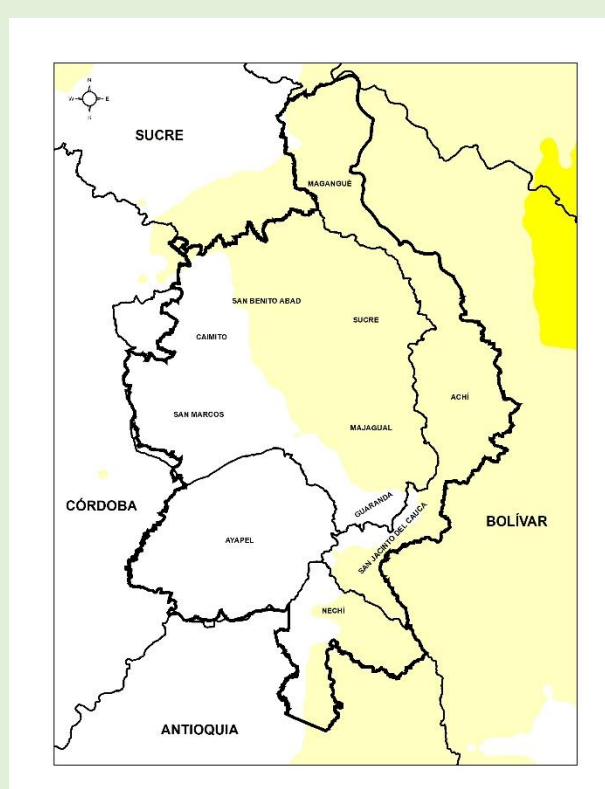 N
W E
S
SUCRE
MAGANGUÉ
SAN BENITO ABAD
SUCRE
CAIMITO
ACHÍ
SAN MARCOS
MAJAGUAL
GUARANDA
CÓRDOBA
SAN JACINTO DEL CAUCA
BOLÍVAR
AYAPEL
NECHÍ
ANTIOQUIA